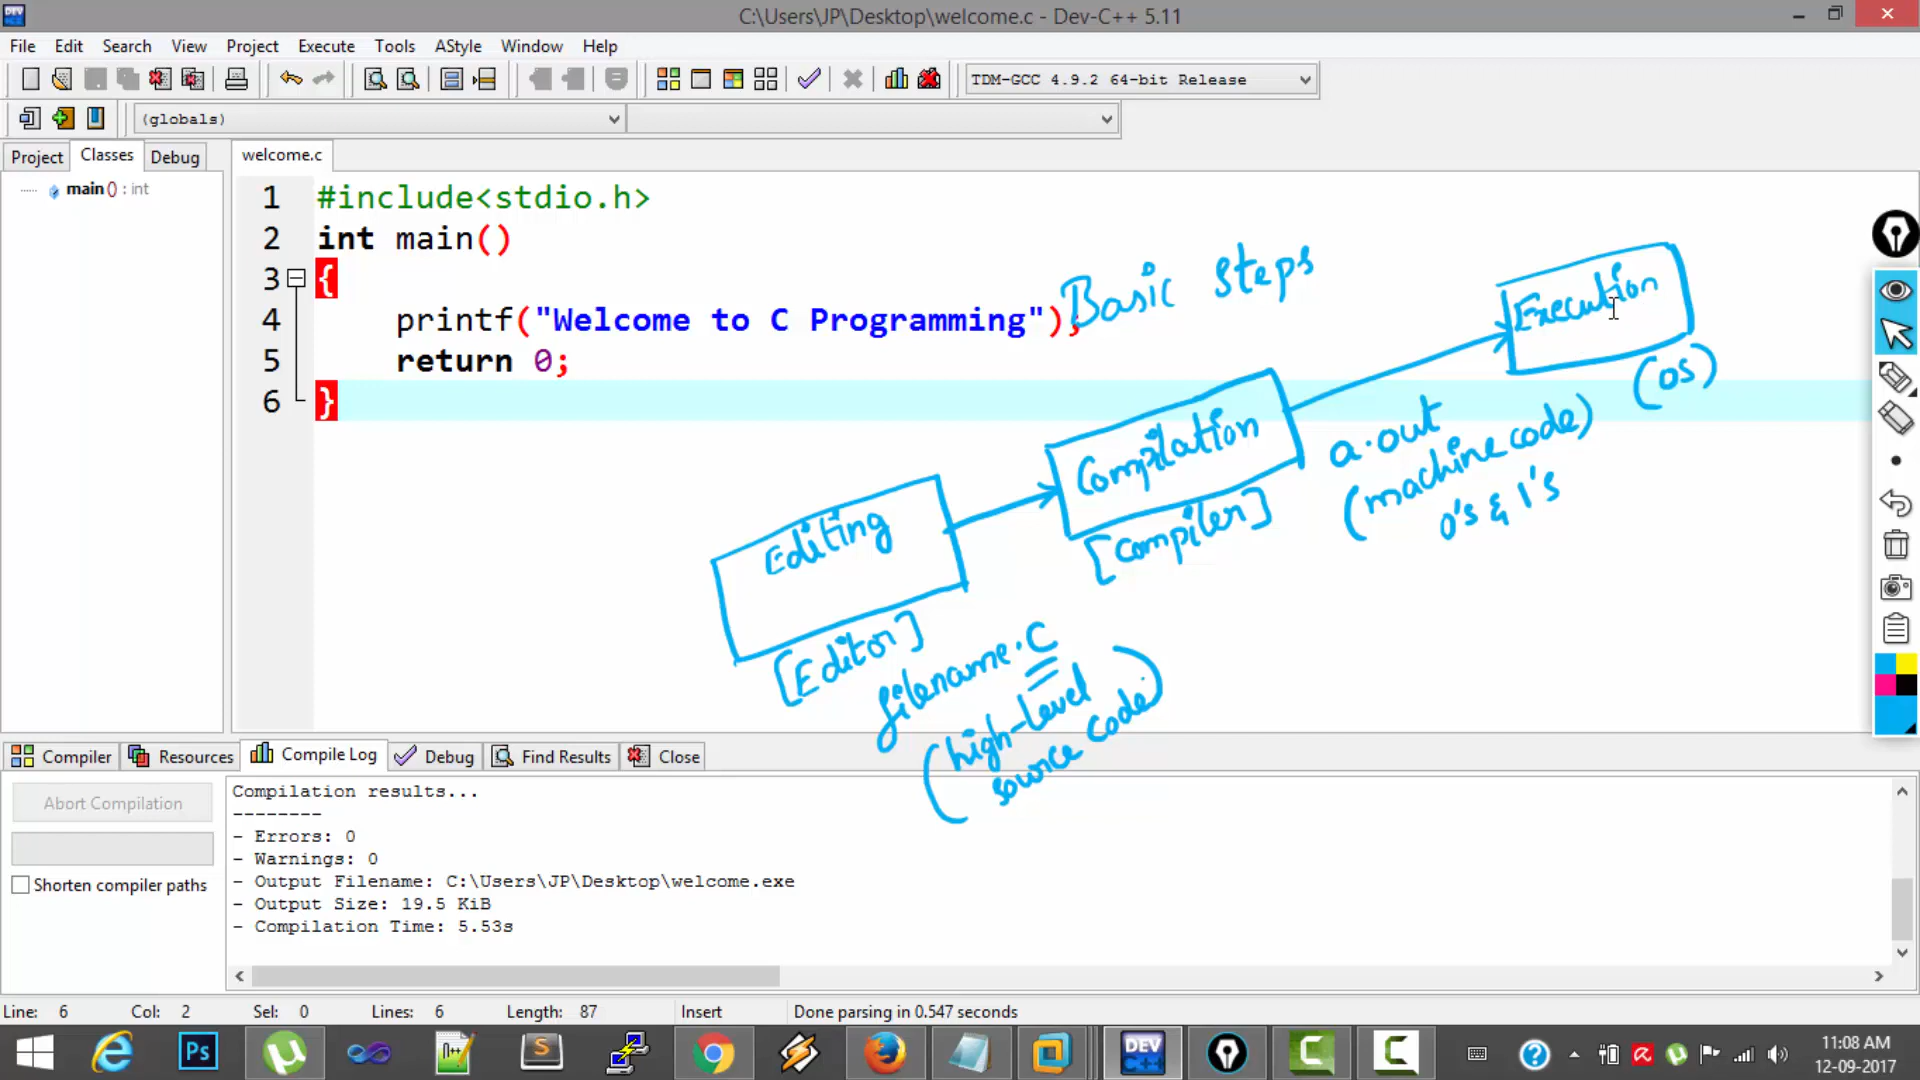 C:\Users\JP\Desktop\welcome.c - Dev-C++ 5.11
File Edit Search View Project Execute Tools AStyle Window Help
TDM-GCC 4.9.2 64-bit Release
(globals)
Project Classes Debug
welcome.c
main () : int
1 #include<stdio.h>
2 int main()
3 {
4 printf("Welcome to C Programming");
5 return 0;
6 }
Basic steps
Execution
(OS)
Compilation
[Compiler]
a.out
(machine code)
0's & 1's
Editing
[Editor]
filename.C
(high-level
source code)
Compiler Resources Compile Log Debug Find Results Close
Abort Compilation
Shorten compiler paths
Compilation results...
--------
- Errors: 0
- Warnings: 0
- Output Filename: C:\Users\JP\Desktop\welcome.exe
- Output Size: 19.5 KiB
- Compilation Time: 5.53s
Line: 6 Col: 2 Sel: 0 Lines: 6 Length: 87 Insert Done parsing in 0.547 seconds
Ps
n++
S
DEV
C++
C
C
11:08 AM
12-09-2017